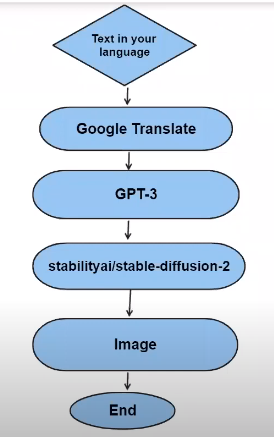 Text in your
language
Google Translate
GPT-3
stabilityai/stable-diffusion-2
Image
End